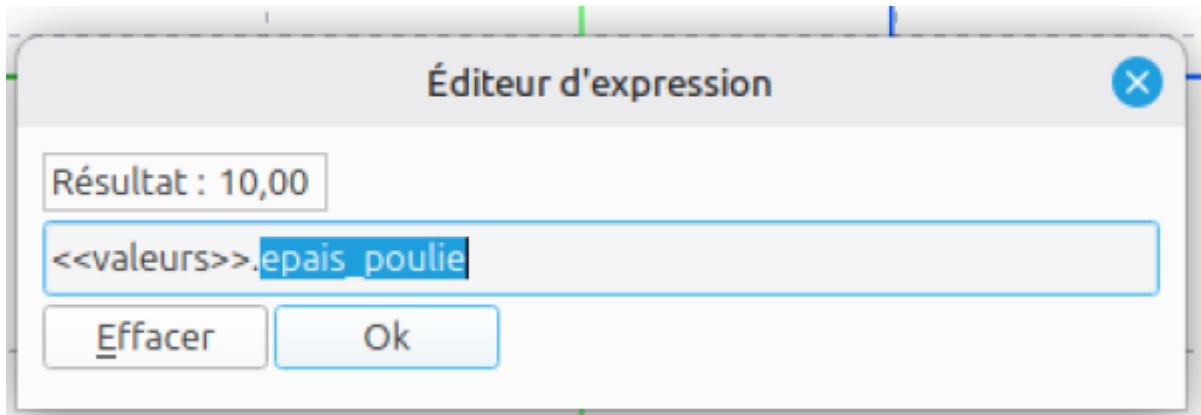 Éditeur d'expression
Résultat : 10,00
<<valeurs>>.epais_poulie
Effacer
Ok